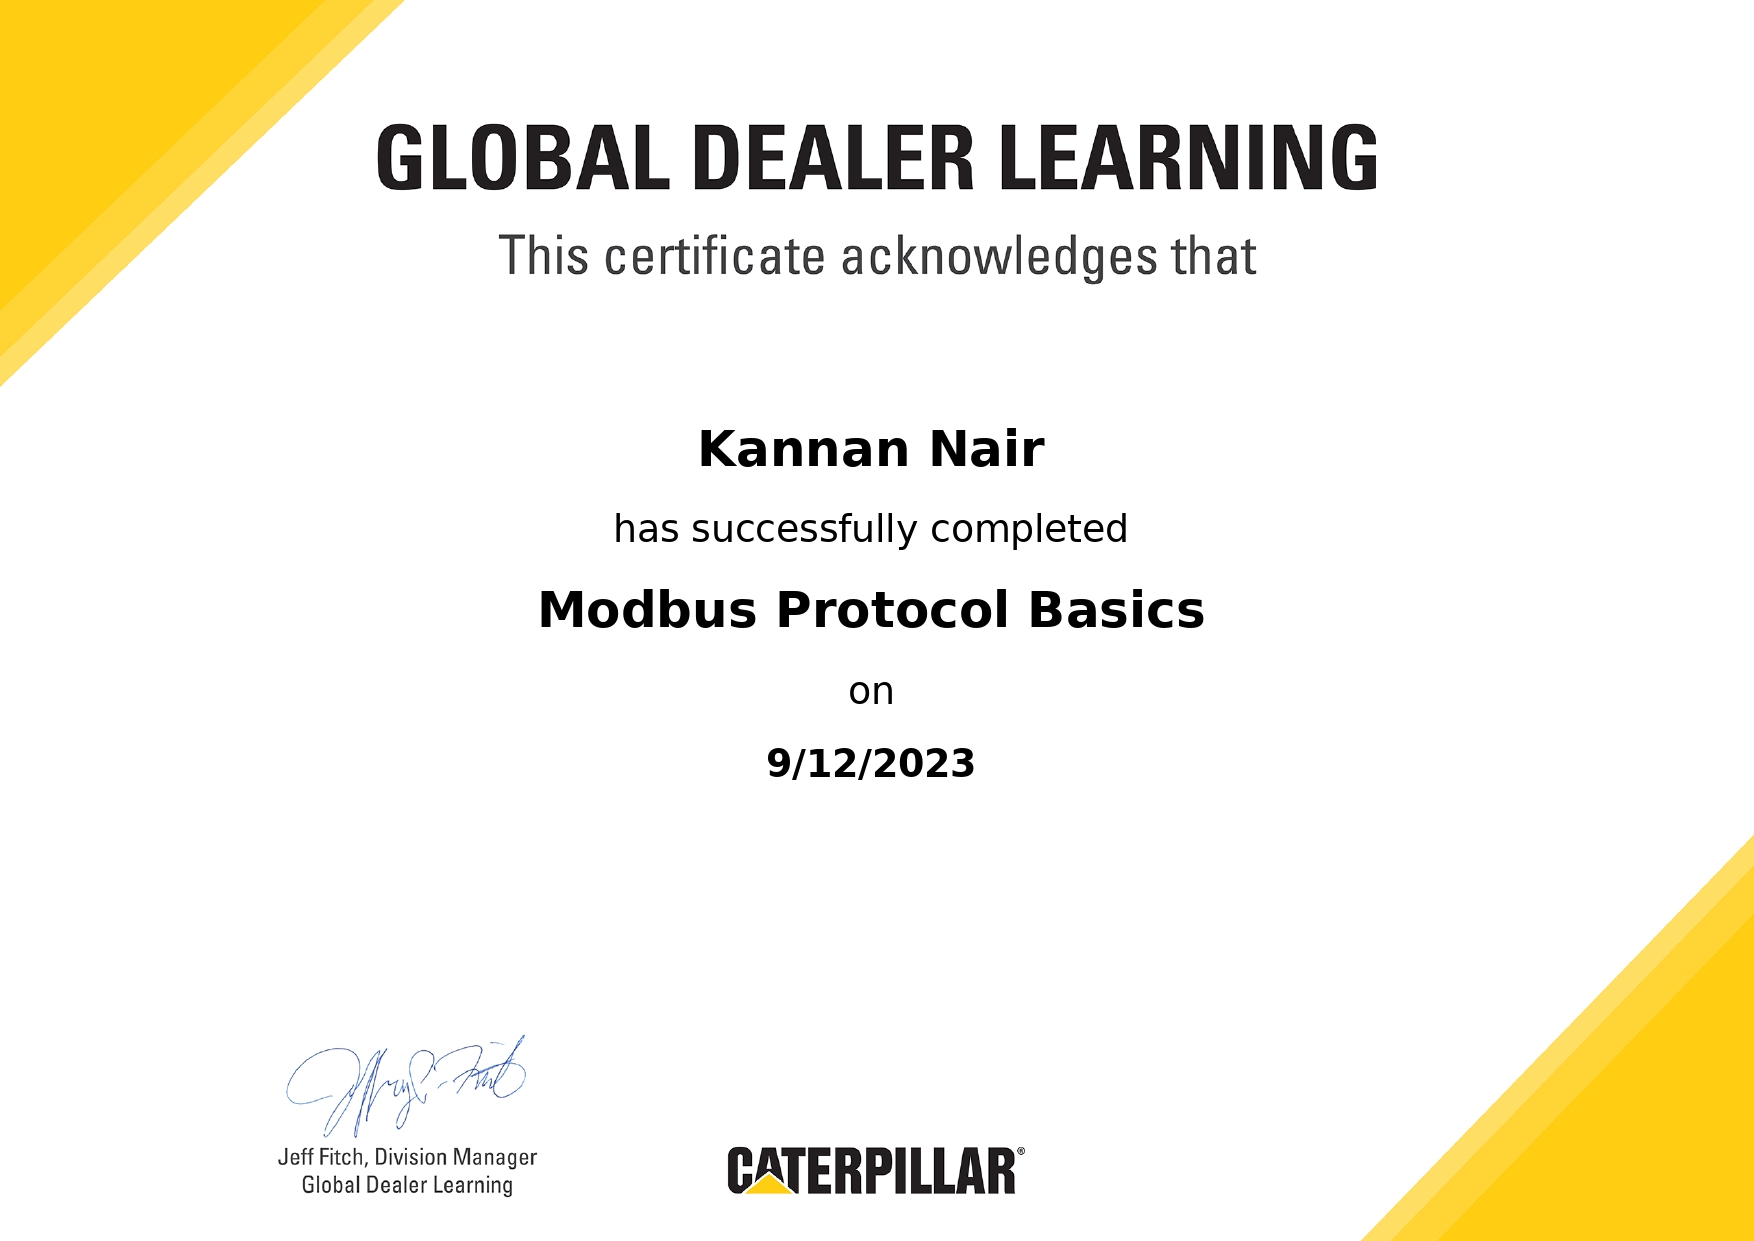 GLOBAL DEALER LEARNING
This certificate acknowledges that
Kannan Nair
has successfully completed
Modbus Protocol Basics
on
9/12/2023
Jeff Fitch, Division Manager
Global Dealer Learning
CATERPILLAR®